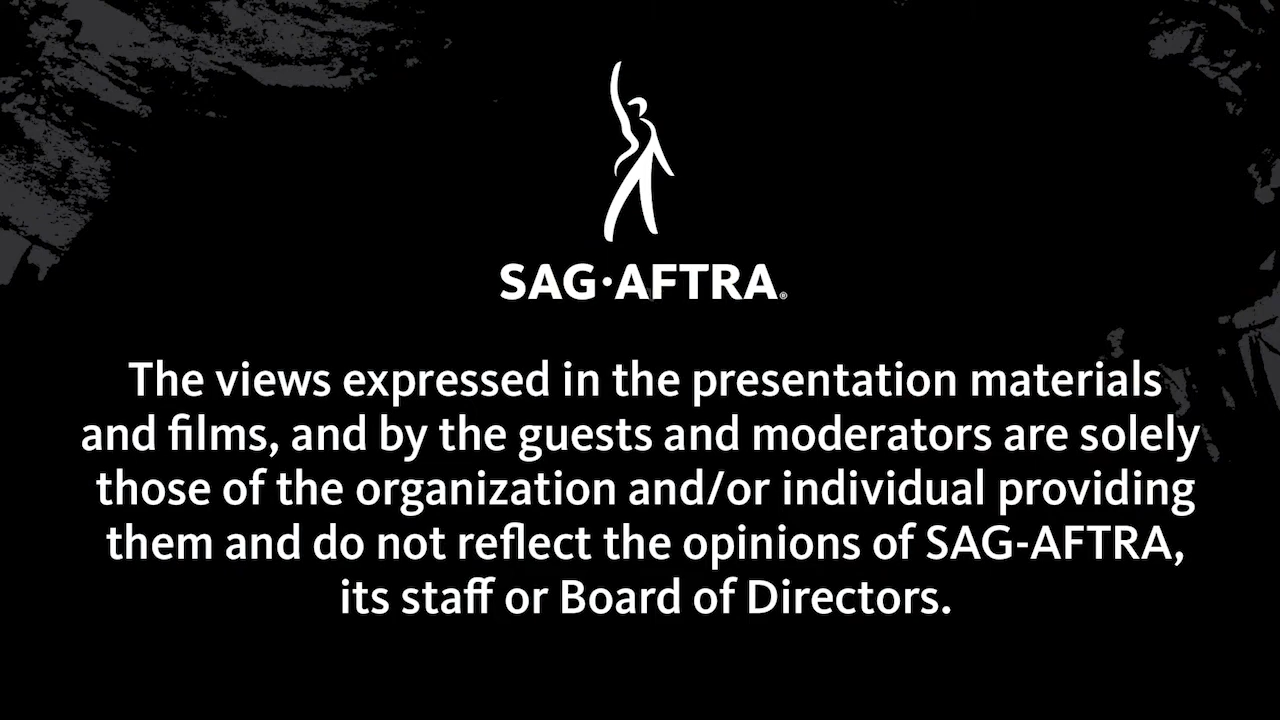 SAG·AFTRA®
The views expressed in the presentation materials
and films, and by the guests and moderators are solely
those of the organization and/or individual providing
them and do not reflect the opinions of SAG-AFTRA,
its staff or Board of Directors.